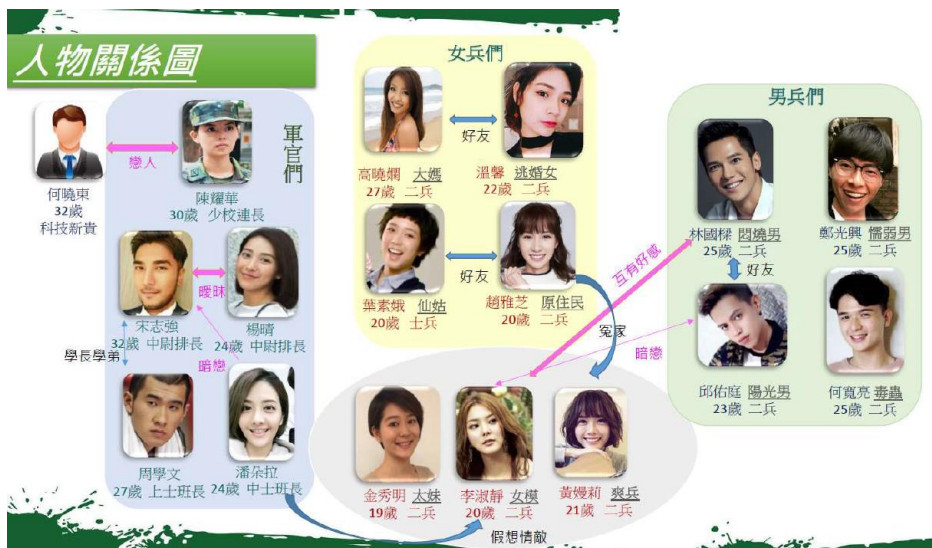 人物關係圖
何曉東
32歲
科技新貴
戀人
軍官們
陳耀華
30歲 少校連長
宋志強
32歲 中尉排長
曖昧
楊晴
24歲 中尉排長
學長學弟
暗戀
周學文
27歲 上士班長
潘朵拉
24歲 中士班長
女兵們
高曉爛 大媽
27歲 二兵
好友
溫馨 逃婚女
22歲 二兵
葉素娥 仙姑
20歲 士兵
好友
趙雅芝 原住民
20歲 二兵
冤家
金秀明 太妹
19歲 二兵
李淑靜 女模
20歲 二兵
黃嫚莉 爽兵
21歲 二兵
假想情敵
互有好感
暗戀
男兵們
林國樑 悶燒男
25歲 二兵
鄭光興 懦弱男
25歲 二兵
好友
邱佑庭 陽光男
23歲 二兵
何寬亮 毒蟲
25歲 二兵